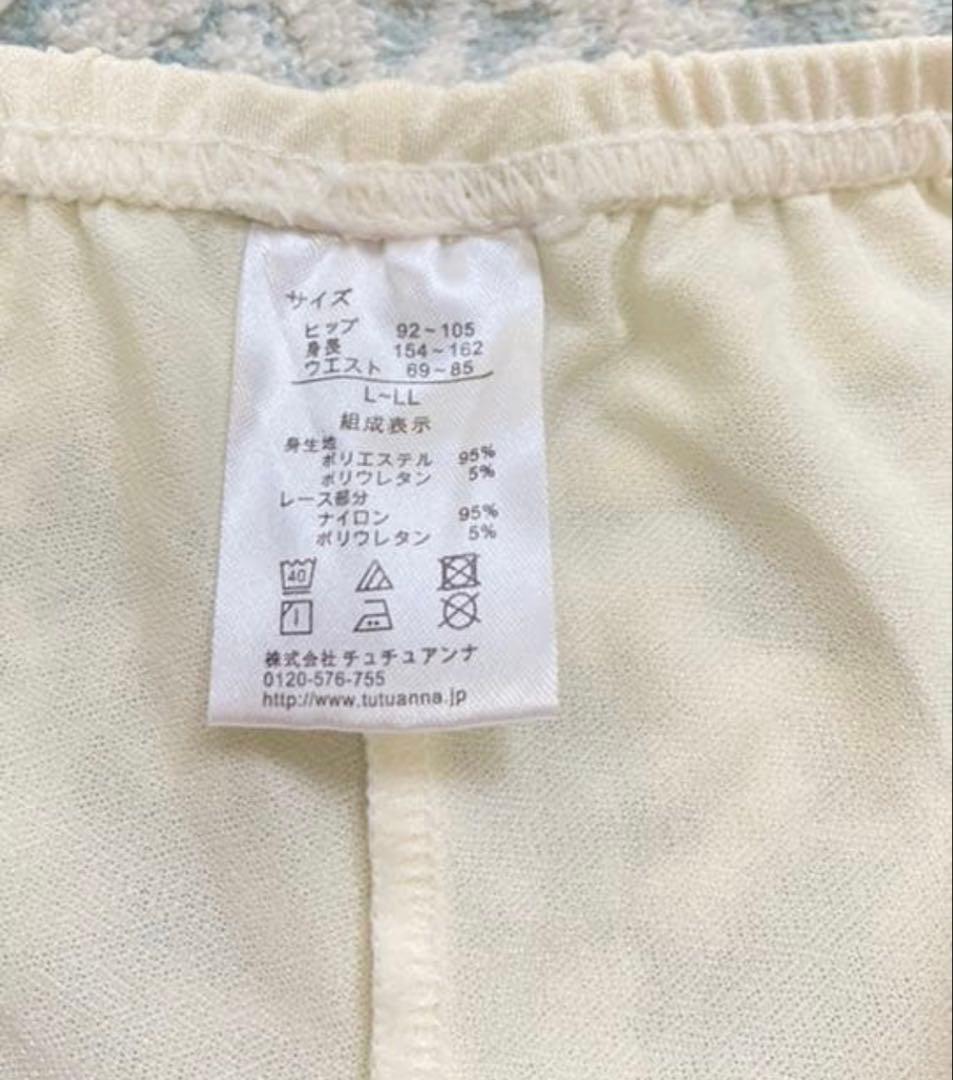 サイズ
ヒップ 92~105
身長 154~162
ウエスト 69~85
L~LL
組成表示
身生地
ポリエステル 95%
ポリウレタン 5%
レース部分
ナイロン 95%
ポリウレタン 5%
40
株式会社 チュチュアンナ
0120-576-755
http://www.tutuanna.jp